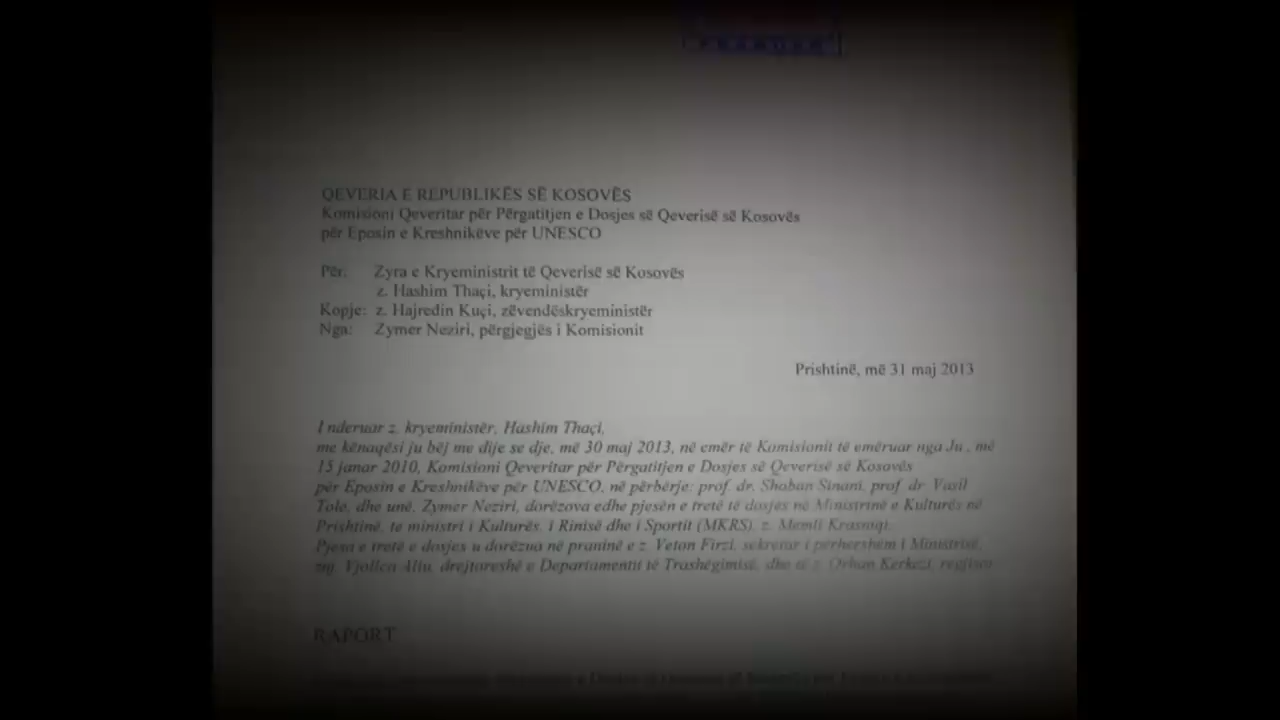 QEVERIA E REPUBLIKËS SË KOSOVËS
Komisioni Qeveritar për Përgatitjen e Dosjes së Qeverisë së Kosovës
për Eposin e Kreshnikëve për UNESCO
Për: Zyra e Kryeministrit të Qeverisë së Kosovës
z. Hashim Thaçi, kryeministër
Kopje: z. Hajredin Kuçi, zëvendëskryeministër
Nga: Zymer Neziri, përgjegjës i Komisionit
Prishtinë, më 31 maj 2013
I nderuar z. kryeministër, Hashim Thaçi,
me kënaqësi ju bëj me dije se dje, më 30 maj 2013, në emër të Komisionit të emëruar nga Ju , më
15 janar 2010, Komisioni Qeveritar për Përgatitjen e Dosjes së Qeverisë së Kosovës
për Eposin e Kreshnikëve për UNESCO, në përbërje: prof. dr. Shaban Sinani, prof. dr. Vasil
Tole, dhe unë, Zymer Neziri, dorëzova edhe pjesën e tretë të dosjes në Ministrinë e Kulturës në
Prishtinë, te ministri i Kulturës, i Rinisë dhe i Sportit (MKRS), z. Memli Krasniqi.
Pjesa e tretë e dosjes u dorëzua në praninë e z. Veton Firzi, sekretar i përhershëm i Ministrisë,
znj. Vjollca Aliu, drejtoreshë e Departamentit të Trashëgimisë, dhe të z. Orhan Kerkezi, regjisor
RAPORT